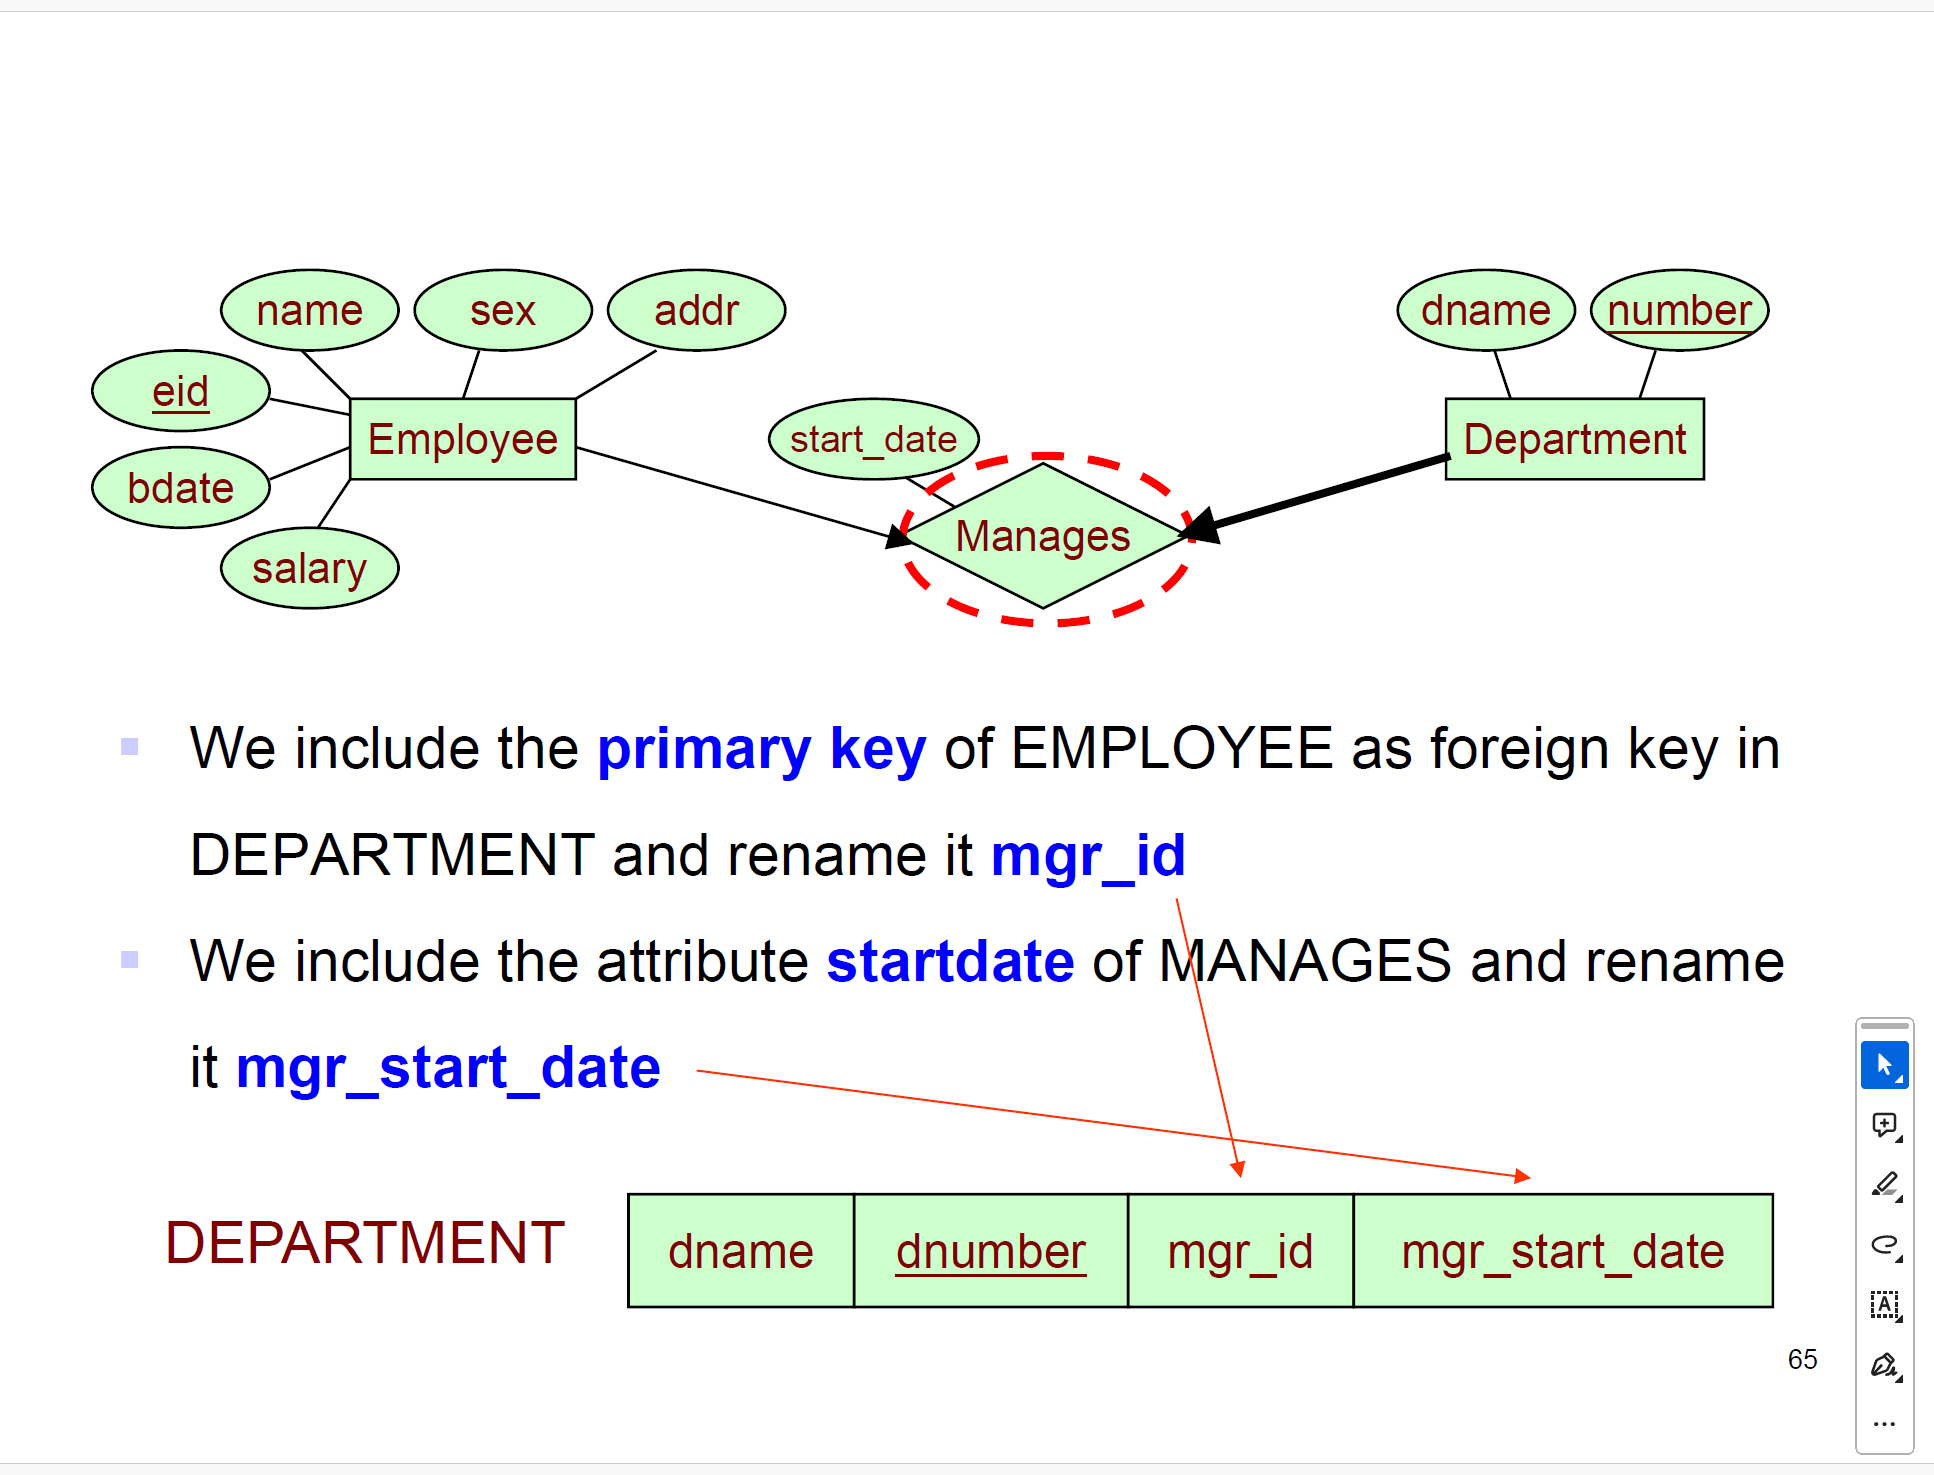 name
sex
addr
dname
number
eid
Employee
start_date
Department
bdate
Manages
salary
We include the primary key of EMPLOYEE as foreign key in
DEPARTMENT and rename it mgr_id
We include the attribute startdate of MANAGES and rename
it mgr_start_date
DEPARTMENT
dname
dnumber
mgr_id
mgr_start_date
65